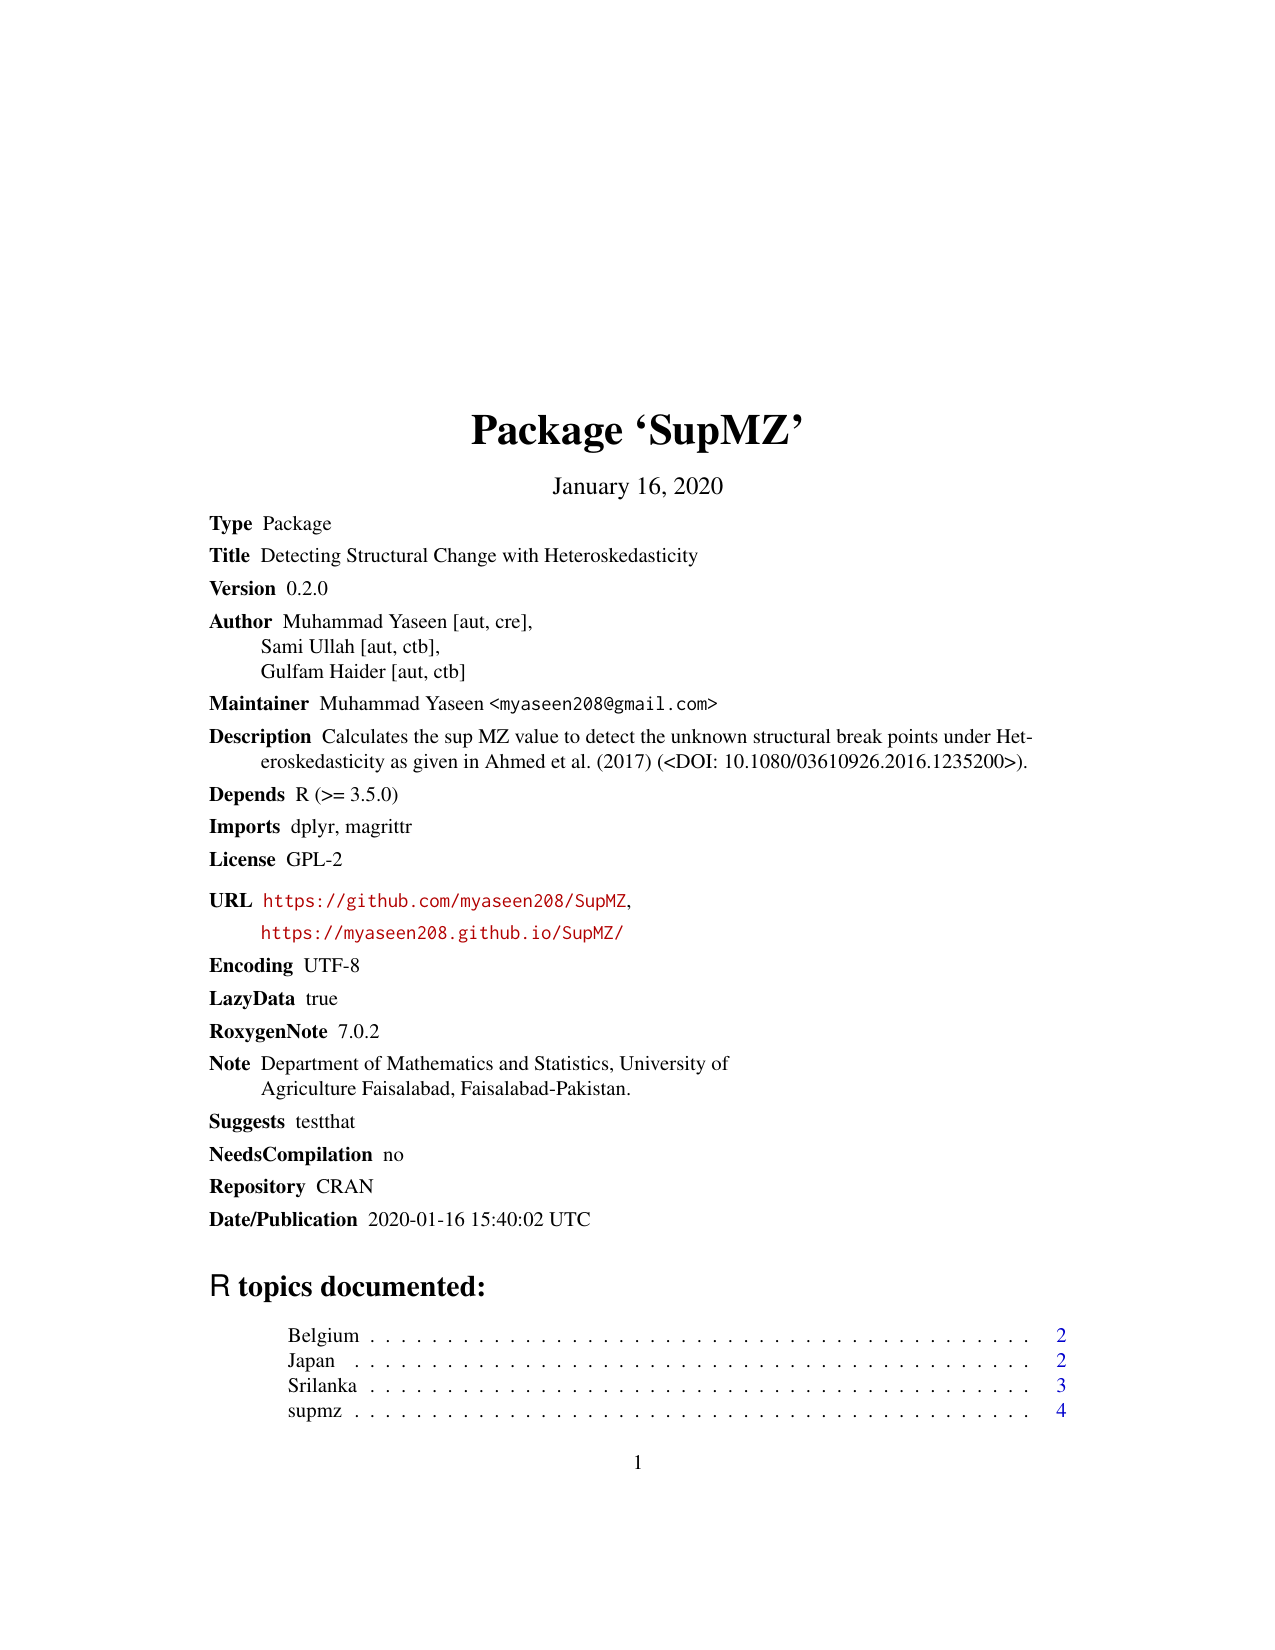 Package ‘SupMZ’
January 16, 2020
Type Package
Title Detecting Structural Change with Heteroskedasticity
Version 0.2.0
Author Muhammad Yaseen [aut, cre],
Sami Ullah [aut, ctb],
Gulfam Haider [aut, ctb]
Maintainer Muhammad Yaseen <myaseen208@gmail.com>
Description Calculates the sup MZ value to detect the unknown structural break points under Het-
eroskedasticity as given in Ahmed et al. (2017) (<DOI: 10.1080/03610926.2016.1235200>).
Depends R (>= 3.5.0)
Imports dplyr, magrittr
License GPL-2
URL https://github.com/myaseen208/SupMZ,
https://myaseen208.github.io/SupMZ/
Encoding UTF-8
LazyData true
RoxygenNote 7.0.2
Note Department of Mathematics and Statistics, University of
Agriculture Faisalabad, Faisalabad-Pakistan.
Suggests testthat
NeedsCompilation no
Repository CRAN
Date/Publication 2020-01-16 15:40:02 UTC
R topics documented:
Belgium . . . . . . . . . . . . . . . . . . . . . . . . . . . . . . . . . . . . . . . . . . . 2
Japan . . . . . . . . . . . . . . . . . . . . . . . . . . . . . . . . . . . . . . . . . . . . 2
Srilanka . . . . . . . . . . . . . . . . . . . . . . . . . . . . . . . . . . . . . . . . . . . 3
supmz . . . . . . . . . . . . . . . . . . . . . . . . . . . . . . . . . . . . . . . . . . . . 4
1